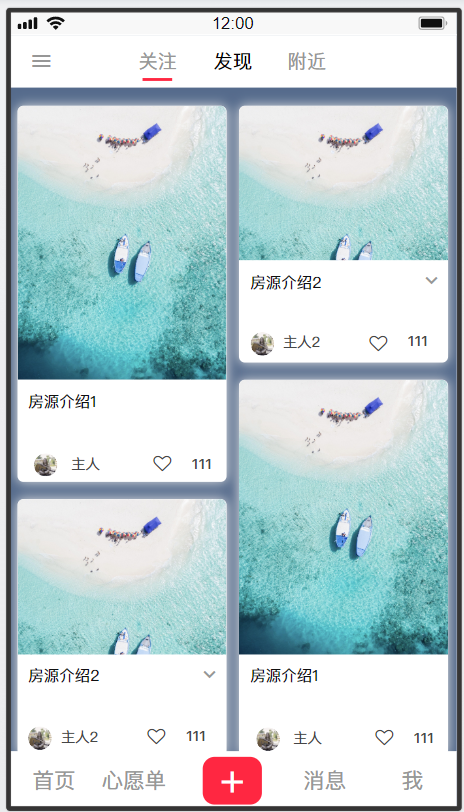 12:00
关注 发现 附近
房源介绍1
主人 111
房源介绍2
主人2 111
房源介绍2
主人2 111
房源介绍1
主人 111
首页 心愿单 消息 我